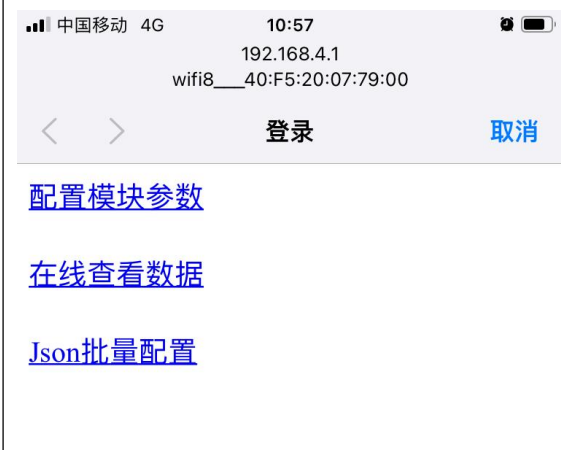 中国移动 4G 10:57
192.168.4.1
wifi8___40:F5:20:07:79:00
登录 取消
配置模块参数
在线查看数据
Json批量配置